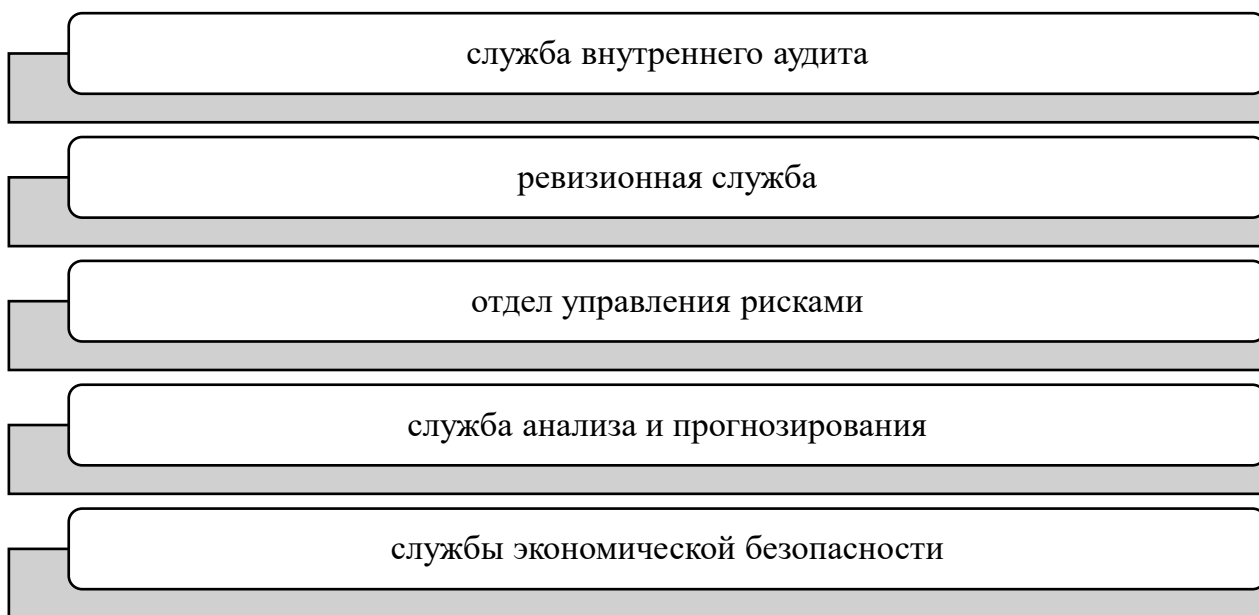 служба внутреннего аудита
ревизионная служба
отдел управления рисками
служба анализа и прогнозирования
службы экономической безопасности